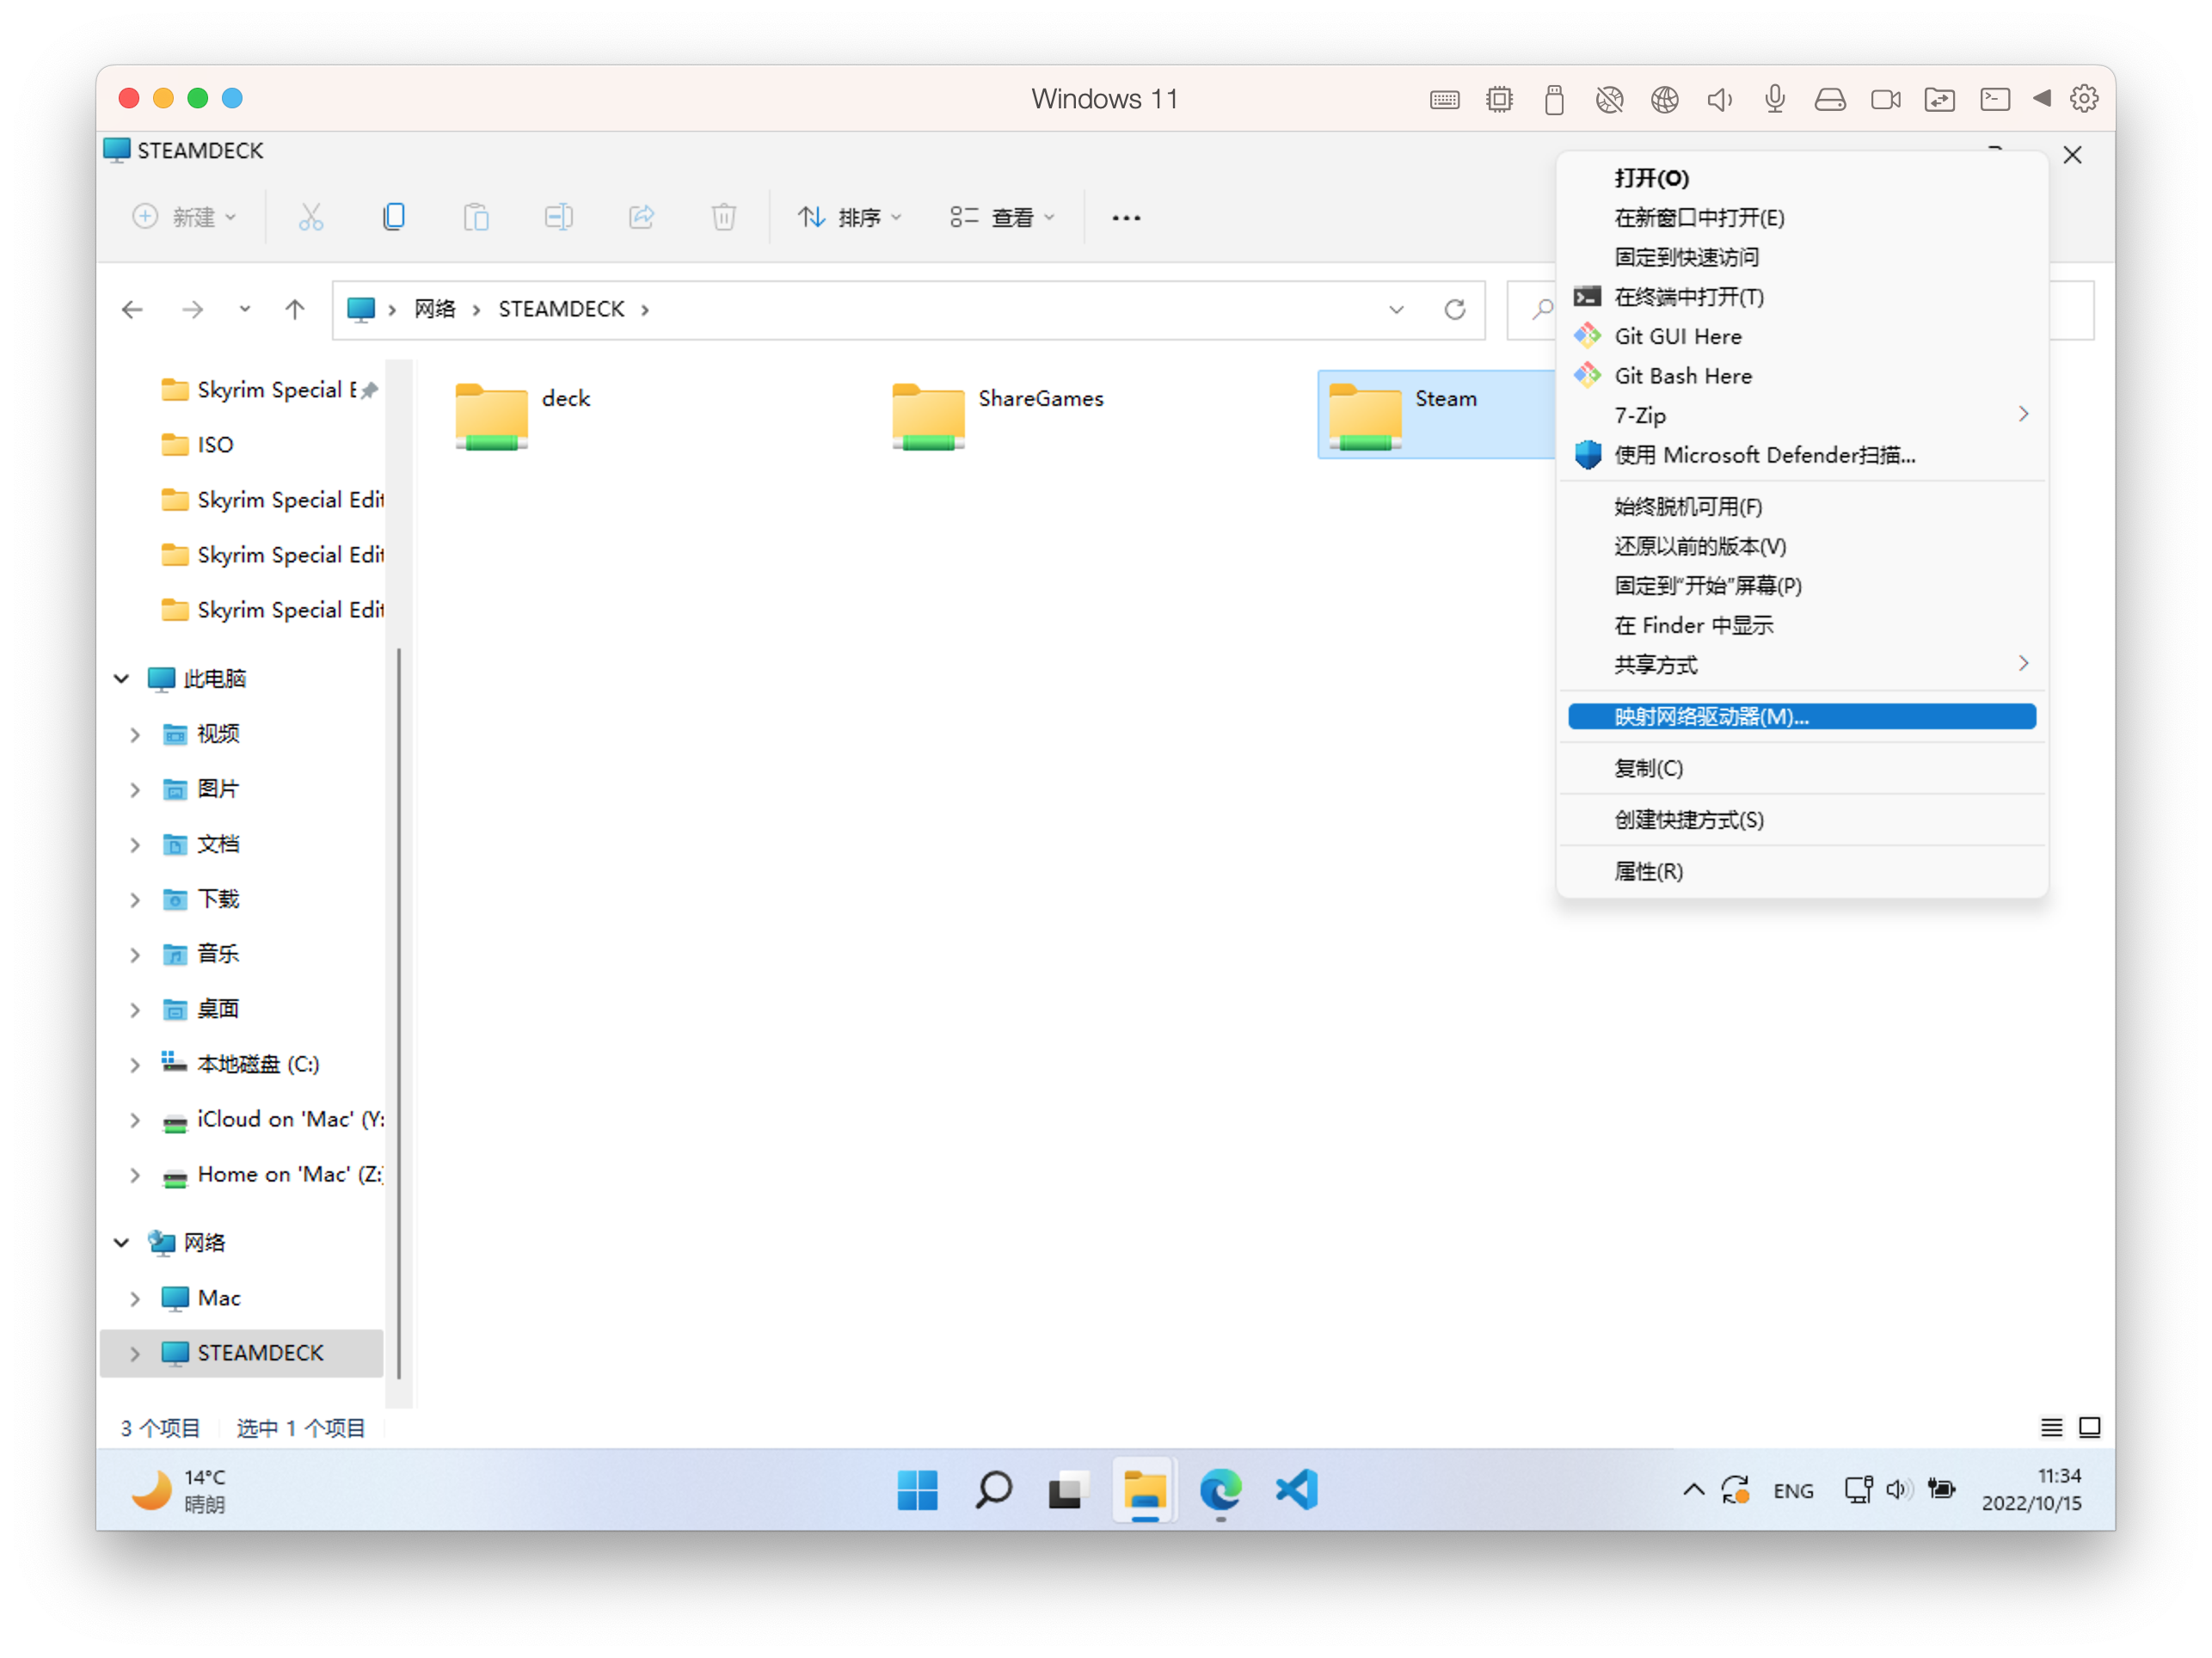 Windows 11
STEAMDECK
新建
排序
查看
网络
STEAMDECK
Skyrim Special E
ISO
Skyrim Special Edit
Skyrim Special Edit
Skyrim Special Edit
此电脑
视频
图片
文档
下载
音乐
桌面
本地磁盘 (C:)
iCloud on 'Mac' (Y:
Home on 'Mac' (Z:
网络
Mac
STEAMDECK
deck
ShareGames
Steam
打开(O)
在新窗口中打开(E)
固定到快速访问
在终端中打开(T)
Git GUI Here
Git Bash Here
7-Zip
使用 Microsoft Defender扫描...
始终脱机可用(F)
还原以前的版本(V)
固定到"开始"屏幕(P)
在 Finder 中显示
共享方式
映射网络驱动器(M)...
复制(C)
创建快捷方式(S)
属性(R)
3 个项目
选中 1 个项目
14°C
晴朗
ENG
11:34
2022/10/15